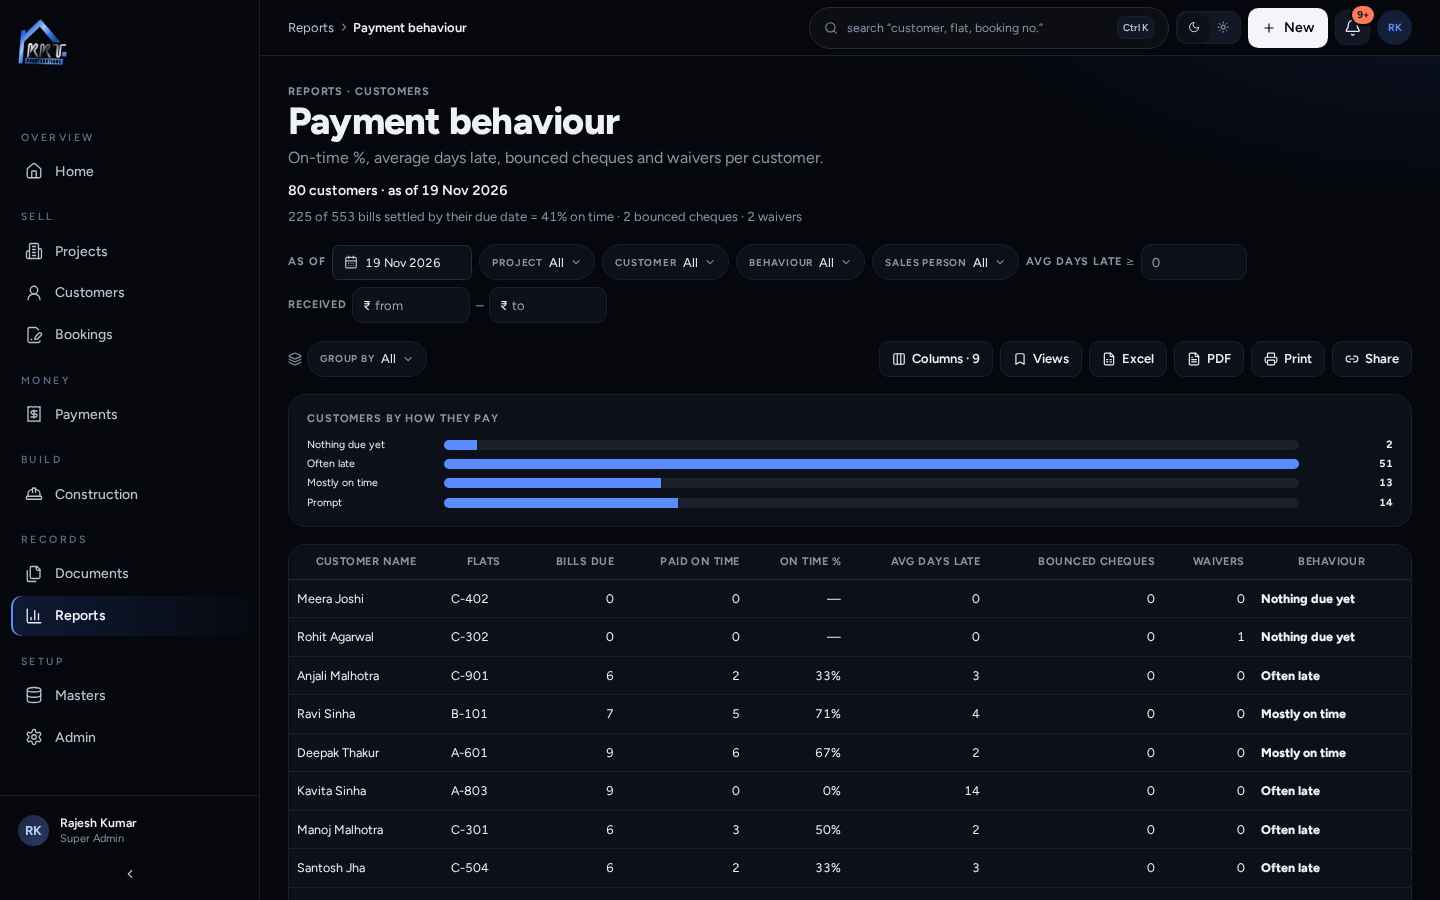 Reports > Payment behaviour
search “customer, flat, booking no.” Ctrl K
New
9+
RK
OVERVIEW
Home
SELL
Projects
Customers
Bookings
MONEY
Payments
BUILD
Construction
RECORDS
Documents
Reports
SETUP
Masters
Admin
RK
Rajesh Kumar
Super Admin
REPORTS · CUSTOMERS
Payment behaviour
On-time %, average days late, bounced cheques and waivers per customer.
80 customers · as of 19 Nov 2026
225 of 553 bills settled by their due date = 41% on time · 2 bounced cheques · 2 waivers
AS OF 19 Nov 2026 PROJECT All CUSTOMER All BEHAVIOUR All SALES PERSON All AVG DAYS LATE ≥ 0
RECEIVED ₹ from – ₹ to
GROUP BY All Columns · 9 Views Excel PDF Print Share
CUSTOMERS BY HOW THEY PAY
Nothing due yet 2
Often late 51
Mostly on time 13
Prompt 14
CUSTOMER NAME FLATS BILLS DUE PAID ON TIME ON TIME % AVG DAYS LATE BOUNCED CHEQUES WAIVERS BEHAVIOUR
Meera Joshi C-402 0 0 — 0 0 0 Nothing due yet
Rohit Agarwal C-302 0 0 — 0 0 1 Nothing due yet
Anjali Malhotra C-901 6 2 33% 3 0 0 Often late
Ravi Sinha B-101 7 5 71% 4 0 0 Mostly on time
Deepak Thakur A-601 9 6 67% 2 0 0 Mostly on time
Kavita Sinha A-803 9 0 0% 14 0 0 Often late
Manoj Malhotra C-301 6 3 50% 2 0 0 Often late
Santosh Jha C-504 6 2 33% 3 0 0 Often late